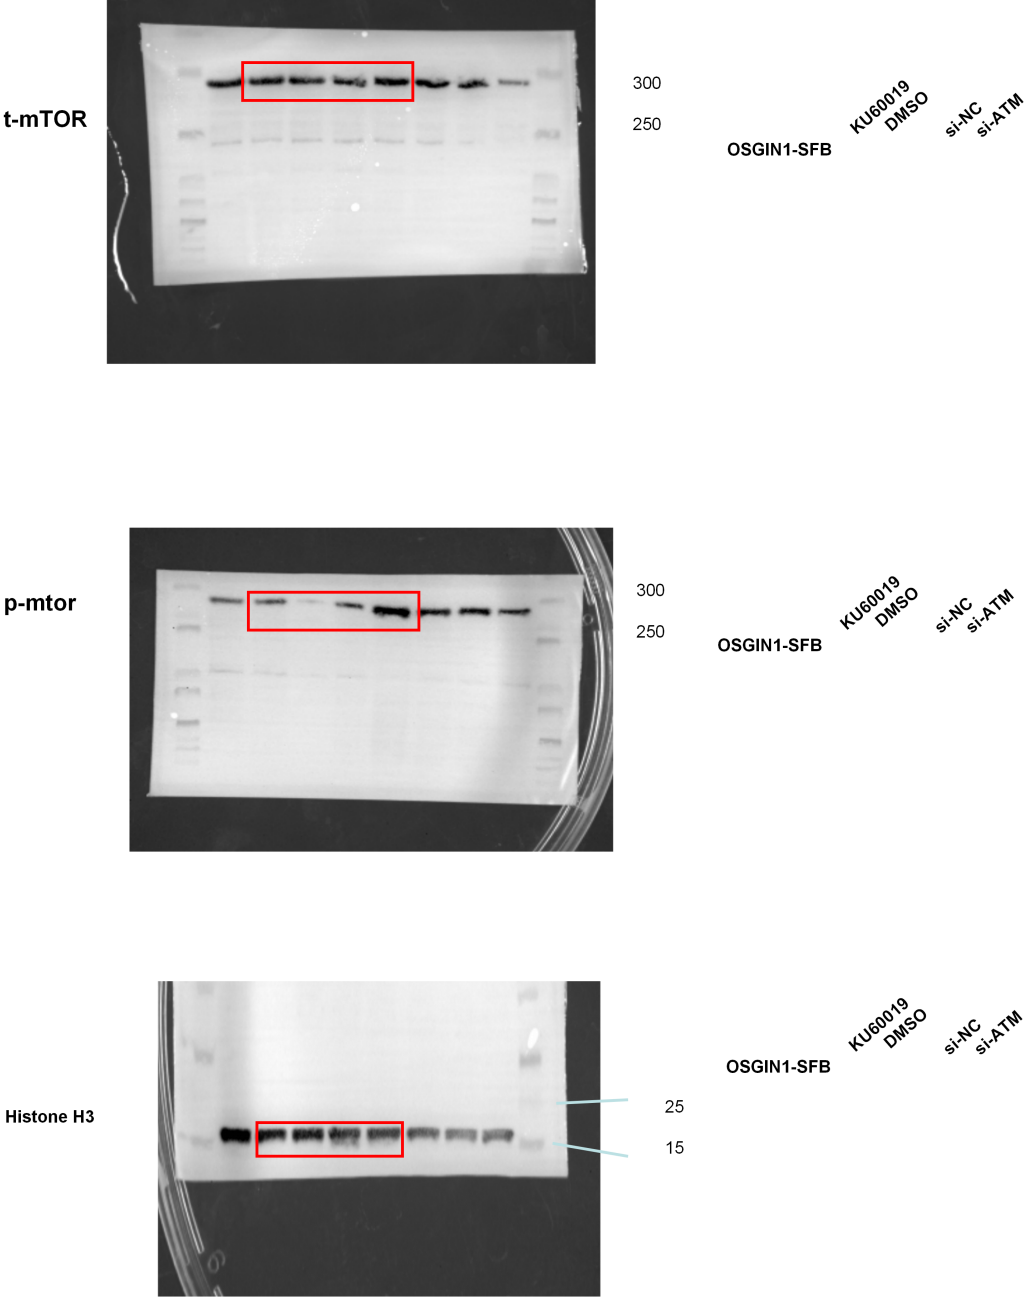 t-mTOR
300
250
OSGIN1-SFB
KU60019
DMSO
si-NC
si-ATM
p-mtor
300
250
OSGIN1-SFB
KU60019
DMSO
si-NC
si-ATM
Histone H3
25
15
OSGIN1-SFB
KU60019
DMSO
si-NC
si-ATM